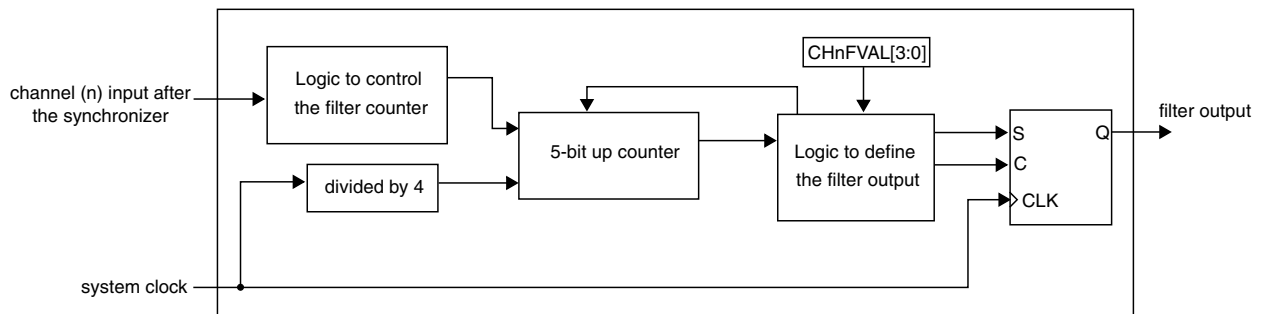 CHnFVAL[3:0]
Logic to control
the filter counter
channel (n) input after
the synchronizer
filter output
S
Q
5-bit up counter
Logic to define
the filter output
C
divided by 4
CLK
system clock